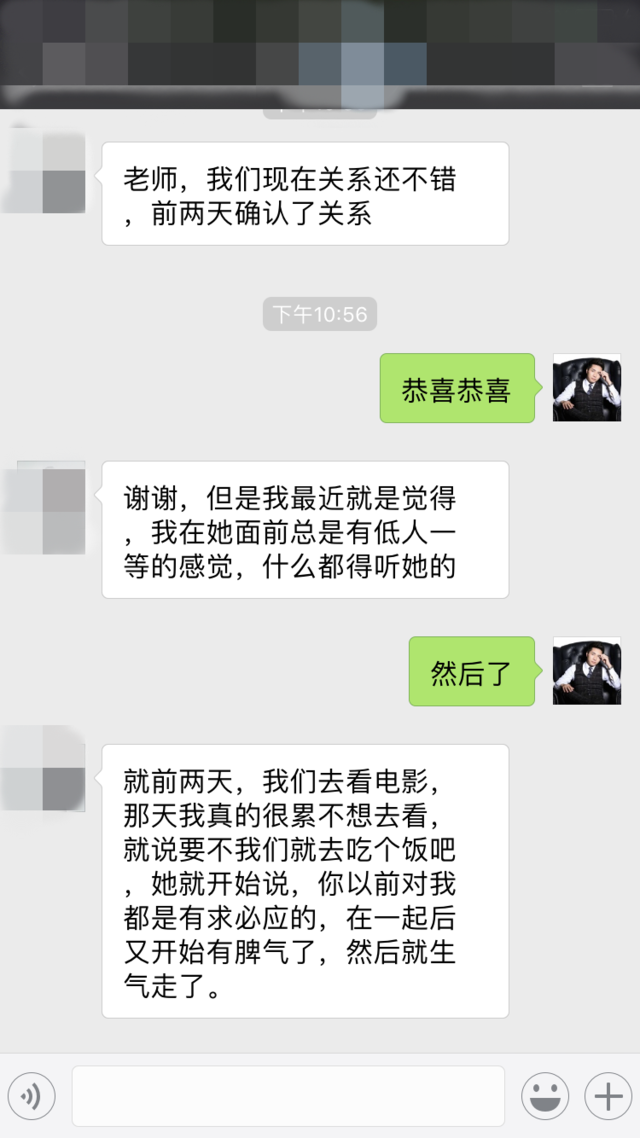 老师，我们现在关系还不错
，前两天确认了关系
下午10:56
恭喜恭喜
谢谢，但是我最近就是觉得
，我在她面前总是有低人一
等的感觉，什么都得听她的
然后了
就前两天，我们去看电影，
那天我真的很累不想去看，
就说要不我们就去吃个饭吧
，她就开始说，你以前对我
都是有求必应的，在一起后
又开始有脾气了，然后就生
气走了。